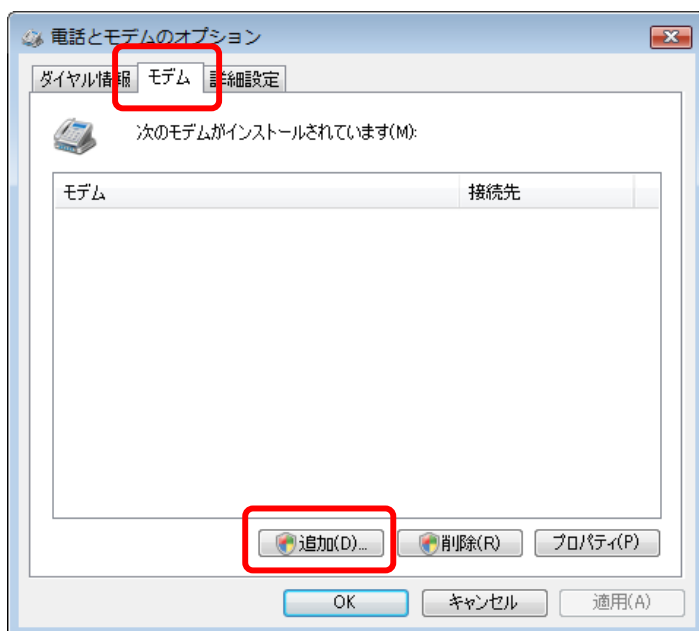 電話とモデムのオプション
ダイヤル情報 モデム 詳細設定
次のモデムがインストールされています(M):
モデム 接続先
追加(D)... 削除(R) プロパティ(P)
OK キャンセル 適用(A)